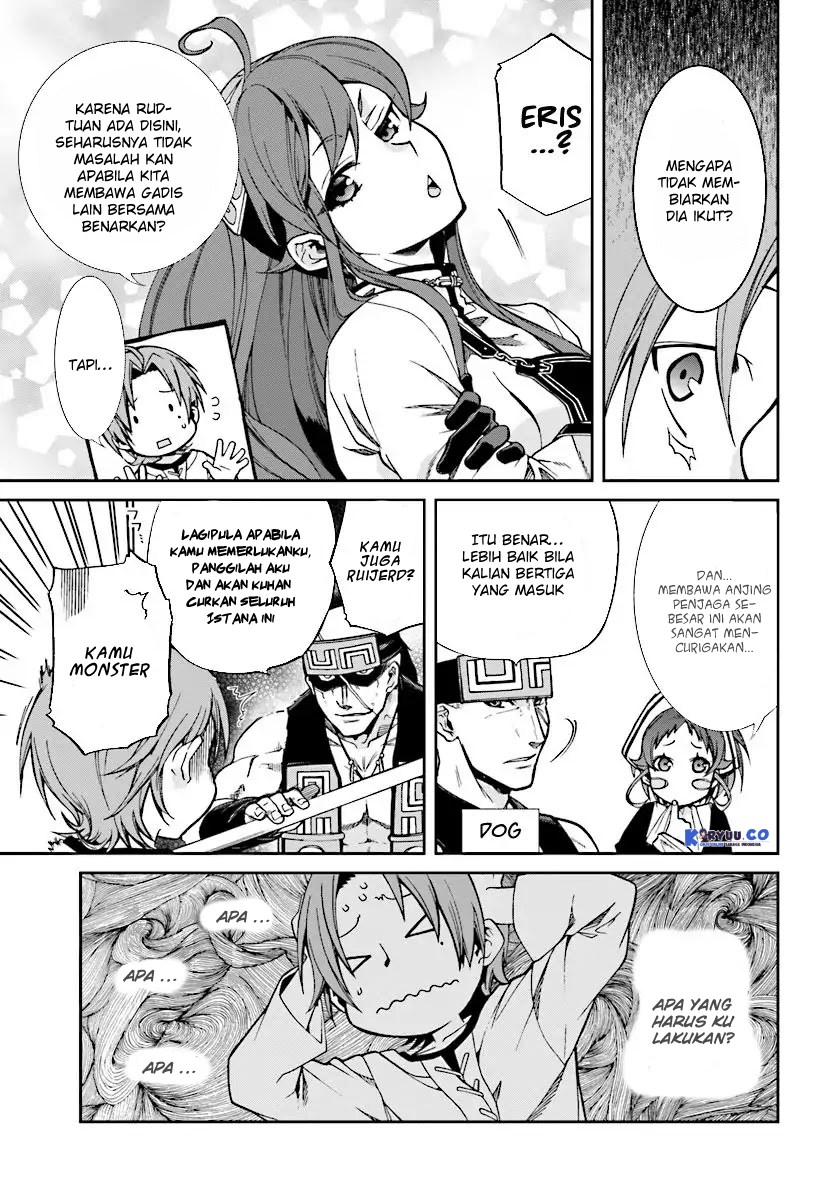 MENGAPA
TIDAK MEM-
BIARKAN
DIA IKUT?
ERIS
...?
KARENA RUD-
TUAN ADA DISINI,
SEHARUSNYA TIDAK
MASALAH KAN
APABILA KITA
MEMBAWA GADIS
LAIN BERSAMA
BENARKAN?
TAPI...
DAN...
MEMBAWA ANJING
PENJAGA SE-
BESAR INI AKAN
SANGAT MEN-
CURIGAKAN...
ITU BENAR...
LEBIH BAIK BILA
KALIAN BERTIGA
YANG MASUK
DOG
KAMU
JUGA
RUIJERD?
LAGIPULA APABILA
KAMU MEMERLUKANKU,
PANGGILAH AKU
DAN AKAN KUHAN
CURKAN SELURUH
ISTANA INI
KAMU
MONSTER
KORYUU.CO
APA YANG
HARUS KU
LAKUKAN?
APA ...
APA ...
APA ...